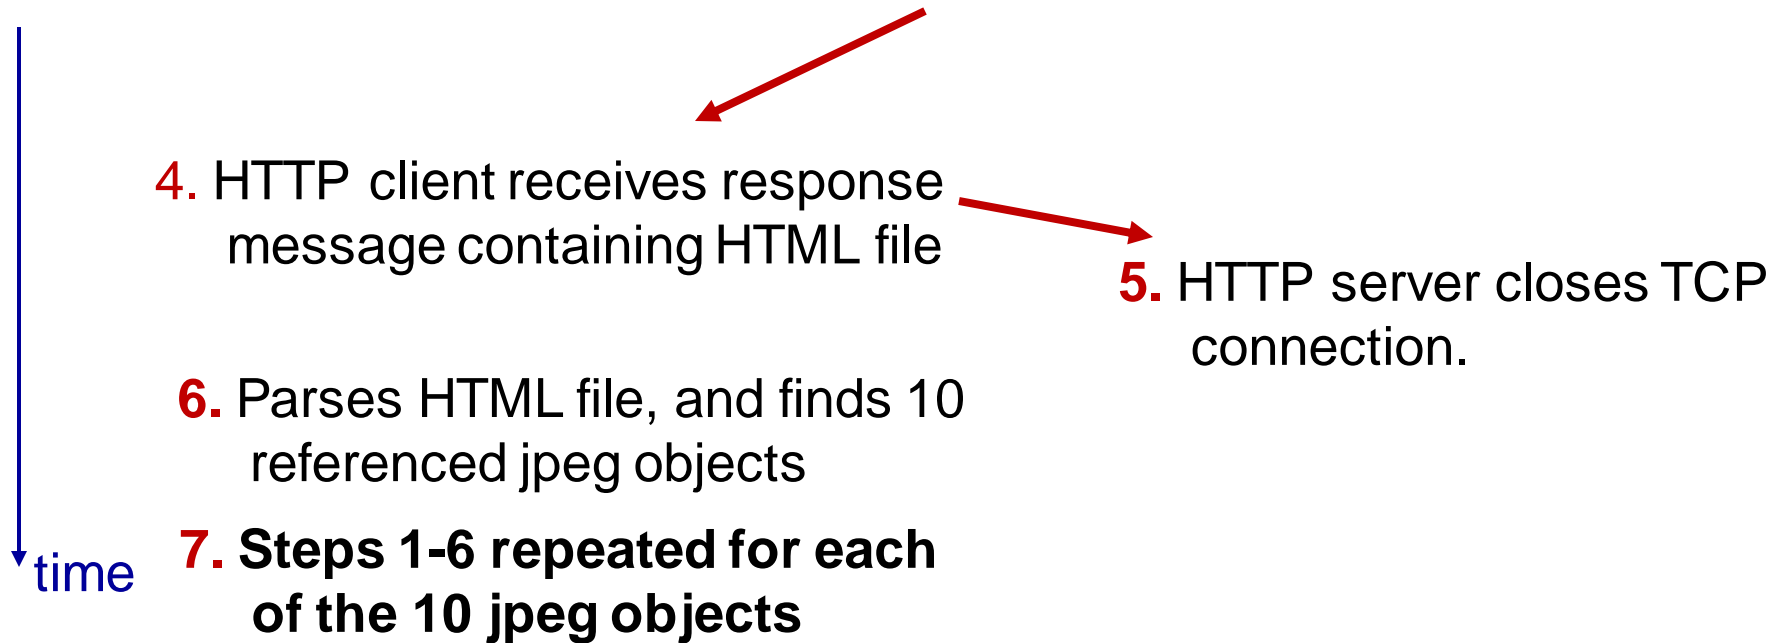 4. HTTP client receives response
message containing HTML file
5. HTTP server closes TCP
connection.
6. Parses HTML file, and finds 10
referenced jpeg objects
7. Steps 1-6 repeated for each
of the 10 jpeg objects
time